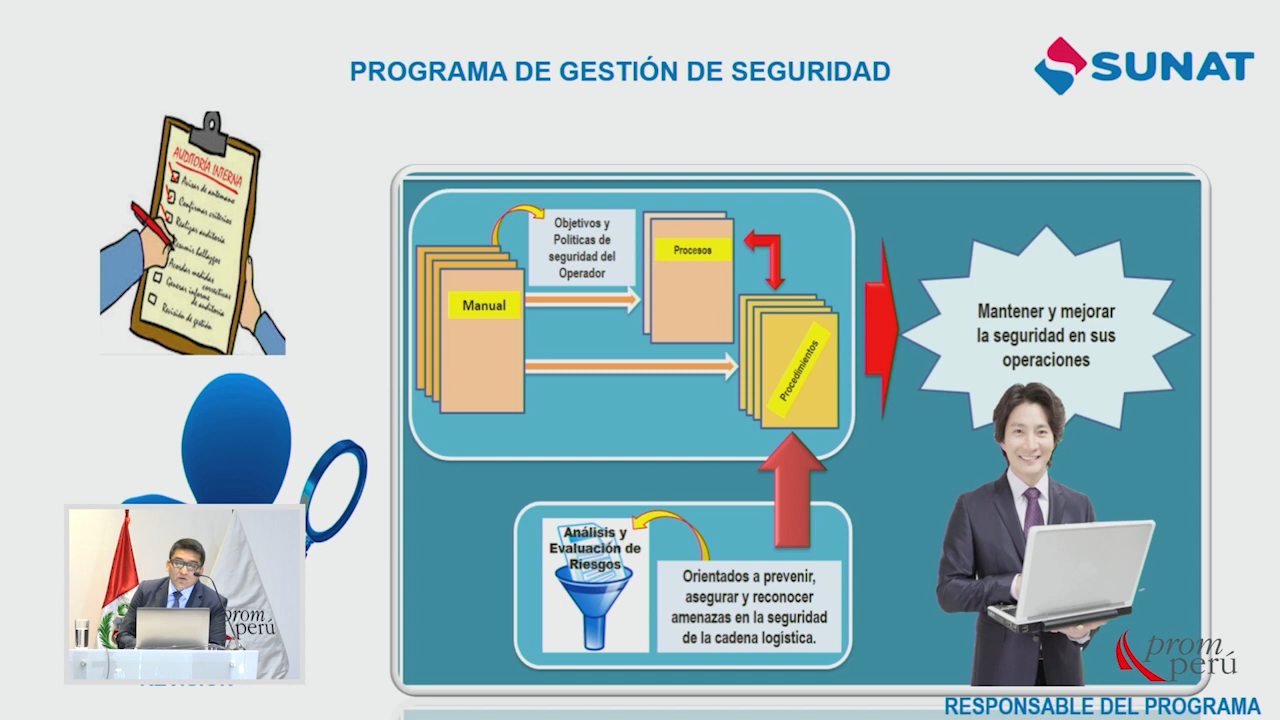 PROGRAMA DE GESTIÓN DE SEGURIDAD
SUNAT
AUDITORÍA INTERNA
Avisar de antemano
Confirmar criterios
Realizar auditoría
Resumir hallazgos
Acordar medidas
correctivas
Generar informe
de auditoría
Revisión de gestión
Manual
Objetivos y
Políticas de
seguridad del
Operador
Procesos
Procedimientos
Mantener y mejorar
la seguridad en sus
operaciones
Análisis y
Evaluación de
Riesgos
Orientados a prevenir,
asegurar y reconocer
amenazas en la seguridad
de la cadena logística.
prom
perú
prom
perú
RESPONSABLE DEL PROGRAMA